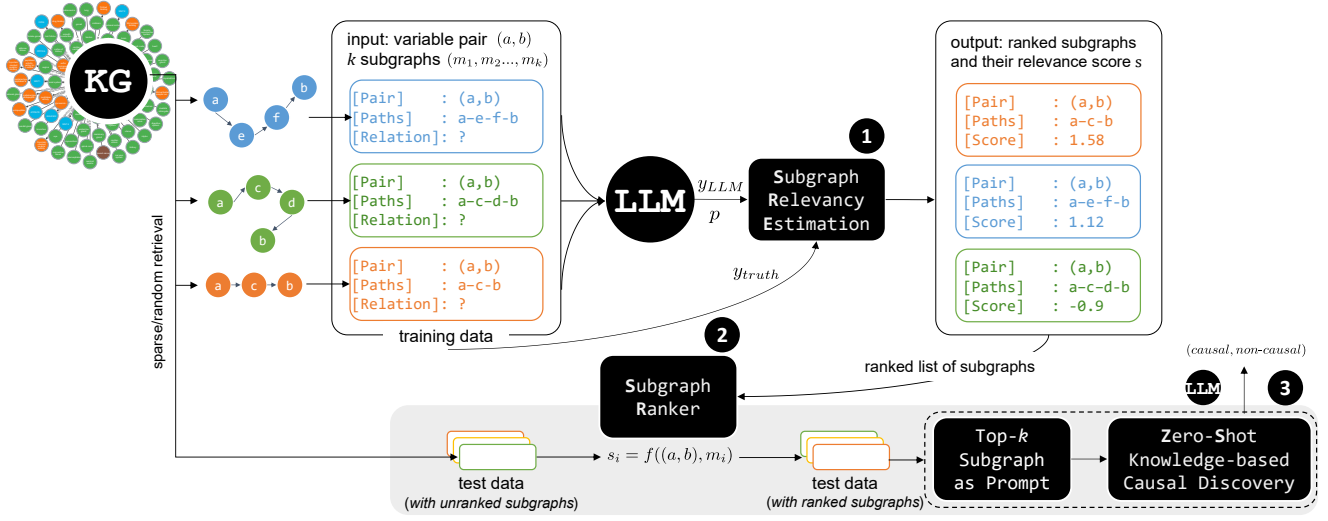 KG
sparse/random retrieval
a
e
f
b
a
c
d
b
a
c
b
input: variable pair (a, b)
k subgraphs (m₁, m₂..., mₖ)
[Pair] : (a,b)
[Paths] : a-e-f-b
[Relation]: ?
[Pair] : (a,b)
[Paths] : a-c-d-b
[Relation]: ?
[Pair] : (a,b)
[Paths] : a-c-b
[Relation]: ?
training data
LLM
y_LLM
p
y_truth
1
Subgraph
Relevancy
Estimation
output: ranked subgraphs
and their relevance score s
[Pair] : (a,b)
[Paths] : a-c-b
[Score] : 1.58
[Pair] : (a,b)
[Paths] : a-e-f-b
[Score] : 1.12
[Pair] : (a,b)
[Paths] : a-c-d-b
[Score] : -0.9
ranked list of subgraphs
2
Subgraph
Ranker
sᵢ = f((a, b), mᵢ)
test data
(with unranked subgraphs)
test data
(with ranked subgraphs)
Top-k
Subgraph
as Prompt
(causal, non-causal)
LLM
3
Zero-Shot
Knowledge-based
Causal Discovery